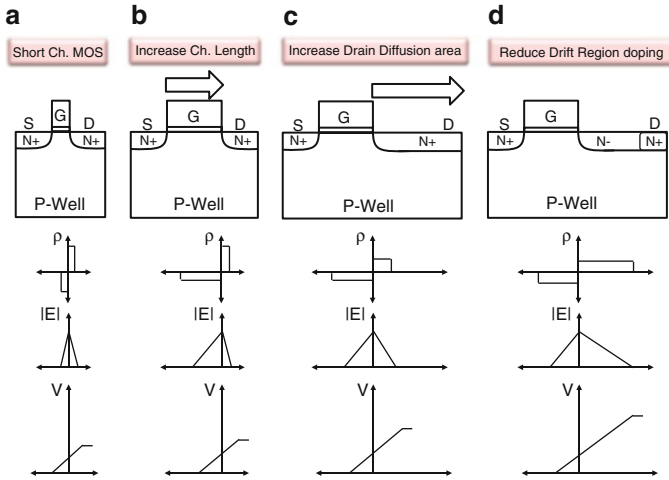 a b c d
Short Ch. MOS Increase Ch. Length Increase Drain Diffusion area Reduce Drift Region doping
S G D S G D S G D S G D
N+ N+ N+ N+ N+ N+ N+ N- N+
P-Well P-Well P-Well P-Well
ρ ρ ρ ρ
|E| |E| |E| |E|
V V V V